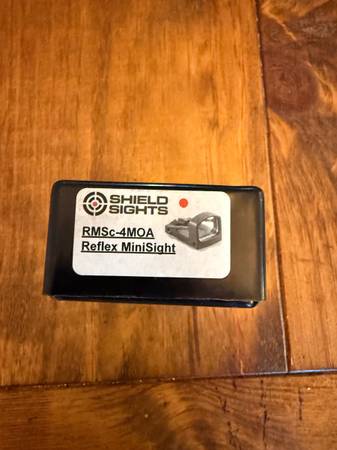 SHIELD
SIGHTS
RMSc-4MOA
Reflex MiniSight